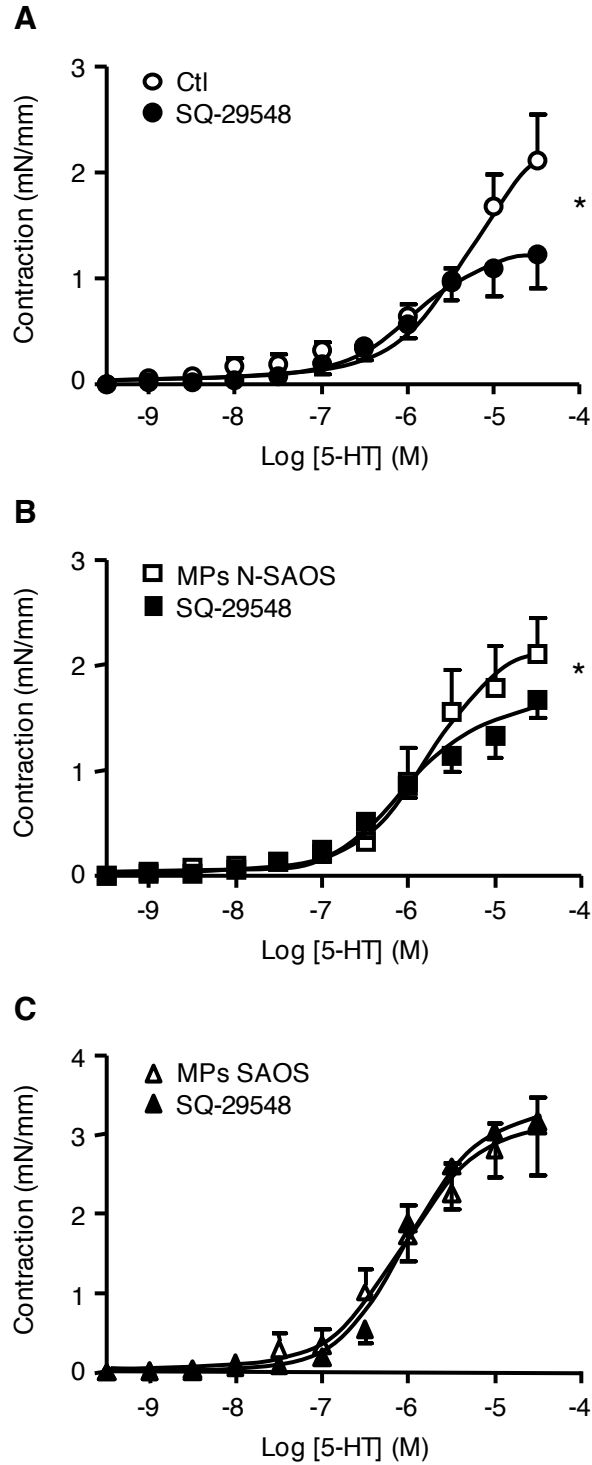 A
3
2
1
0
Contraction (mN/mm)
Ctl
SQ-29548
*
-9 -8 -7 -6 -5 -4
Log [5-HT] (M)
B
3
2
1
0
Contraction (mN/mm)
MPs N-SAOS
SQ-29548
*
-9 -8 -7 -6 -5 -4
Log [5-HT] (M)
C
4
3
2
1
0
Contraction (mN/mm)
MPs SAOS
SQ-29548
-9 -8 -7 -6 -5 -4
Log [5-HT] (M)